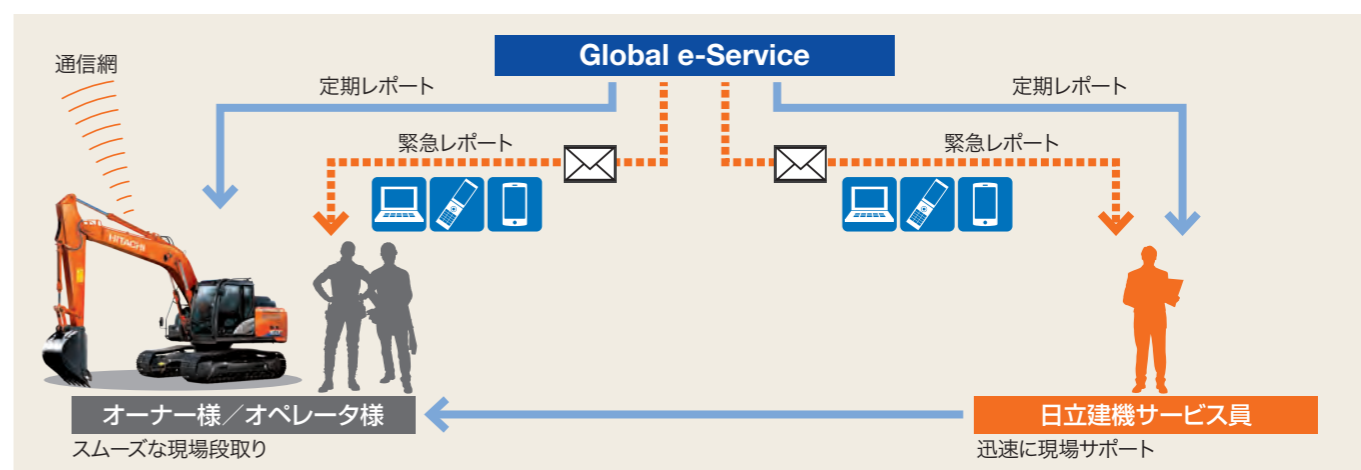 Global e-Service
通信網
定期レポート
定期レポート
緊急レポート
緊急レポート
HITACHI
オーナー様／オペレータ様
日立建機サービス員
スムーズな現場段取り
迅速に現場サポート